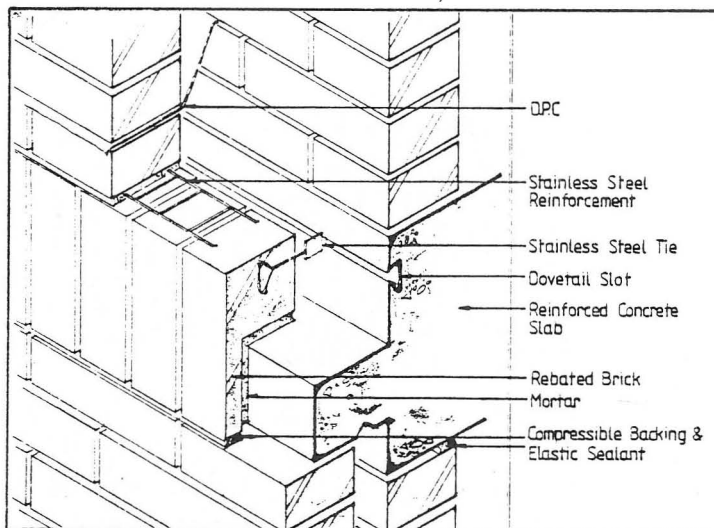 D.P.C
Stainless Steel
Reinforcement
Stainless Steel Tie
Dovetail Slot
Reinforced Concrete
Slab
Rebated Brick
Mortar
Compressible Backing &
Elastic Sealant